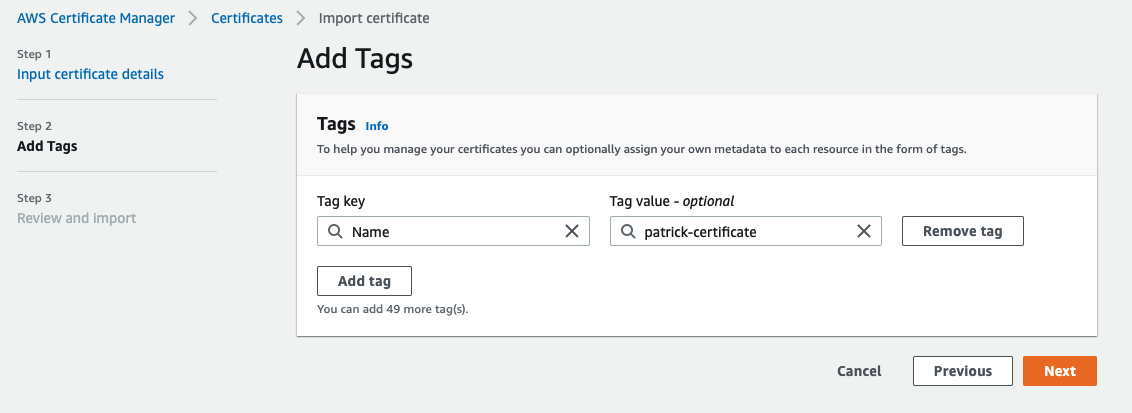 AWS Certificate Manager > Certificates > Import certificate
Step 1
Input certificate details
Step 2
Add Tags
Step 3
Review and import
Add Tags
Tags Info
To help you manage your certificates you can optionally assign your own metadata to each resource in the form of tags.
Tag key Tag value - optional
Name patrick-certificate Remove tag
Add tag
You can add 49 more tag(s).
Cancel Previous Next